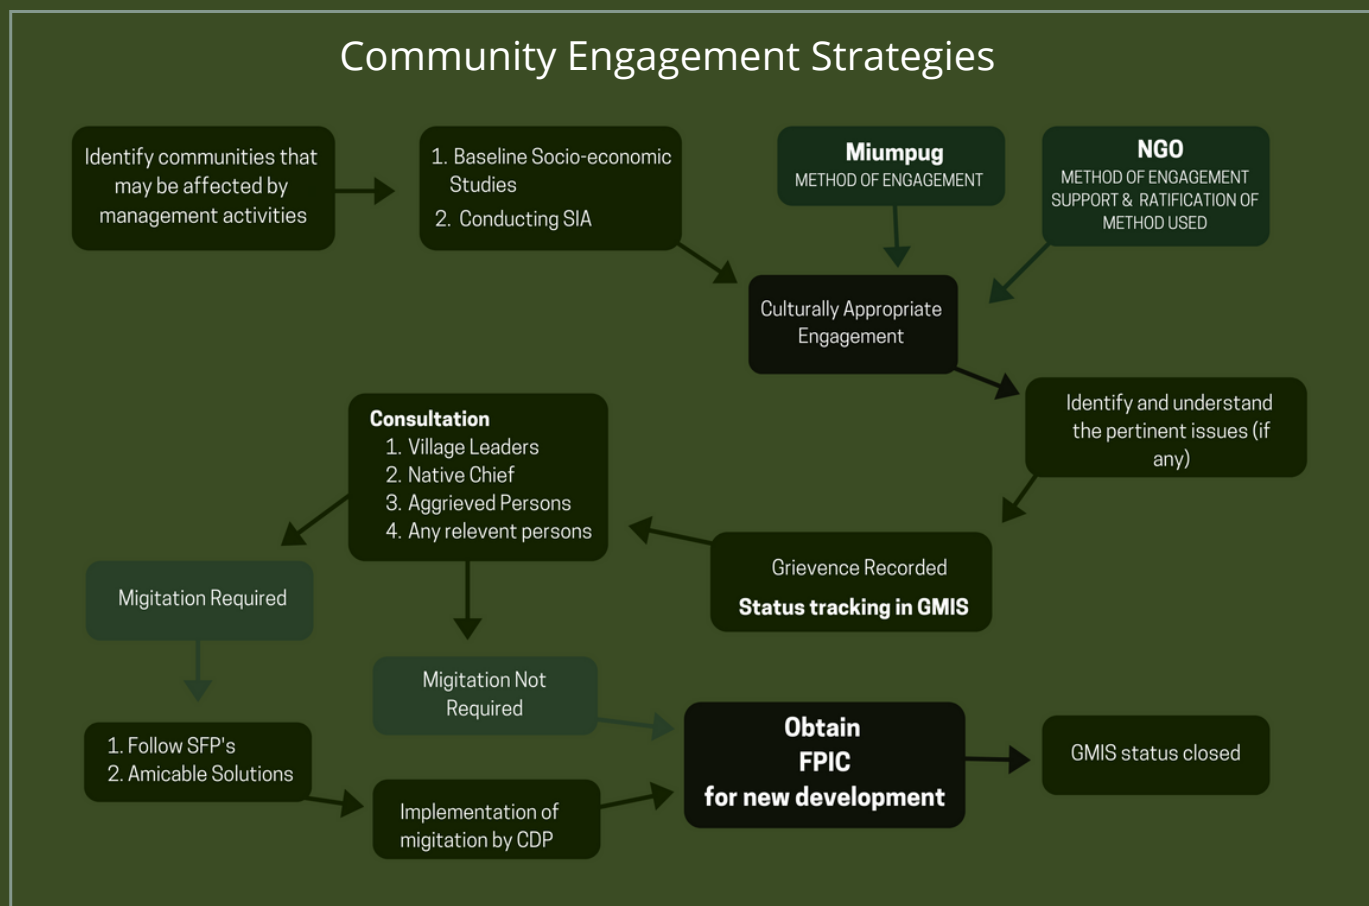 Community Engagement Strategies
Identify communities that
may be affected by
management activities
1. Baseline Socio-economic
Studies
2. Conducting SIA
Miumpug
METHOD OF ENGAGEMENT
NGO
METHOD OF ENGAGEMENT
SUPPORT & RATIFICATION OF
METHOD USED
Culturally Appropriate
Engagement
Identify and understand
the pertinent issues (if
any)
Grievence Recorded
Status tracking in GMIS
Consultation
1. Village Leaders
2. Native Chief
3. Aggrieved Persons
4. Any relevent persons
Migitation Required
Migitation Not
Required
1. Follow SFP's
2. Amicable Solutions
Implementation of
migitation by CDP
Obtain
FPIC
for new development
GMIS status closed